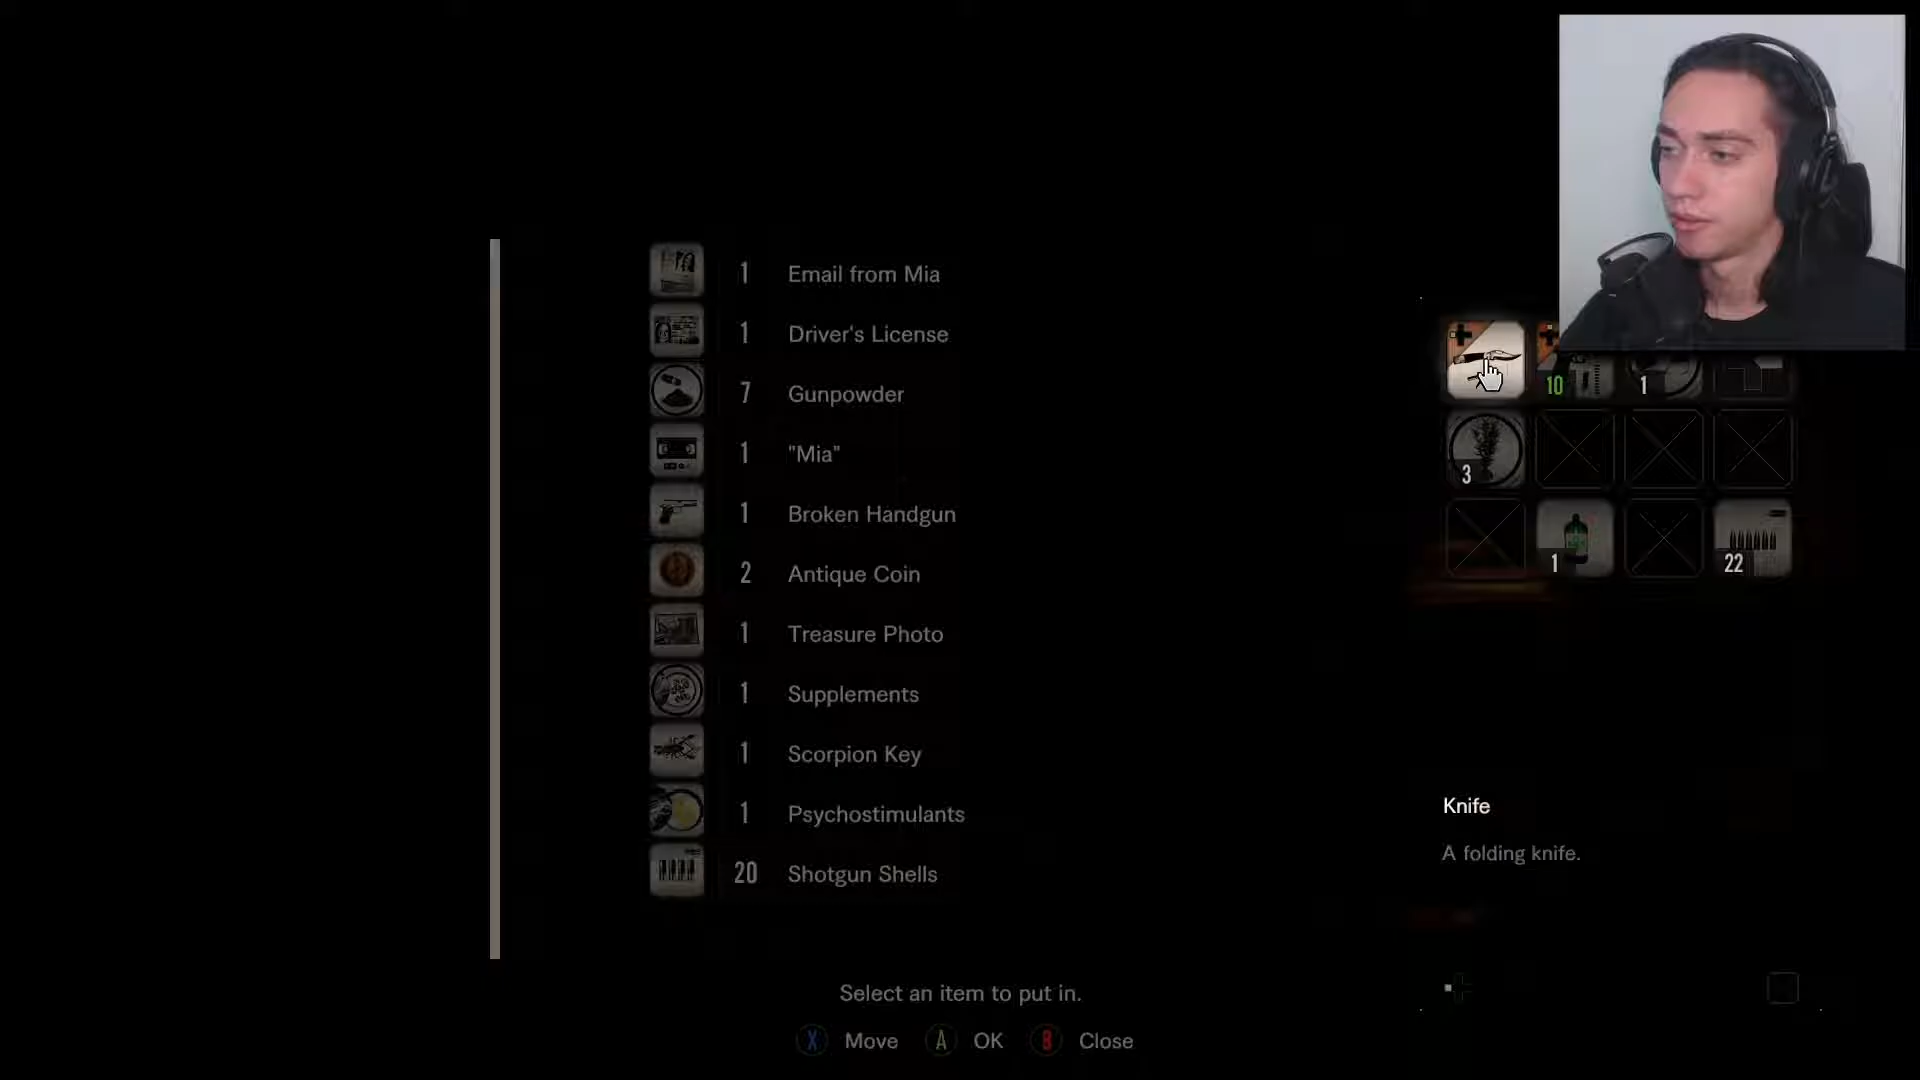 1 Email from Mia
1 Driver's License
7 Gunpowder
1 "Mia"
1 Broken Handgun
2 Antique Coin
1 Treasure Photo
1 Supplements
1 Scorpion Key
1 Psychostimulants
20 Shotgun Shells
10
1
3
1
22
Knife
A folding knife.
Select an item to put in.
X Move A OK B Close